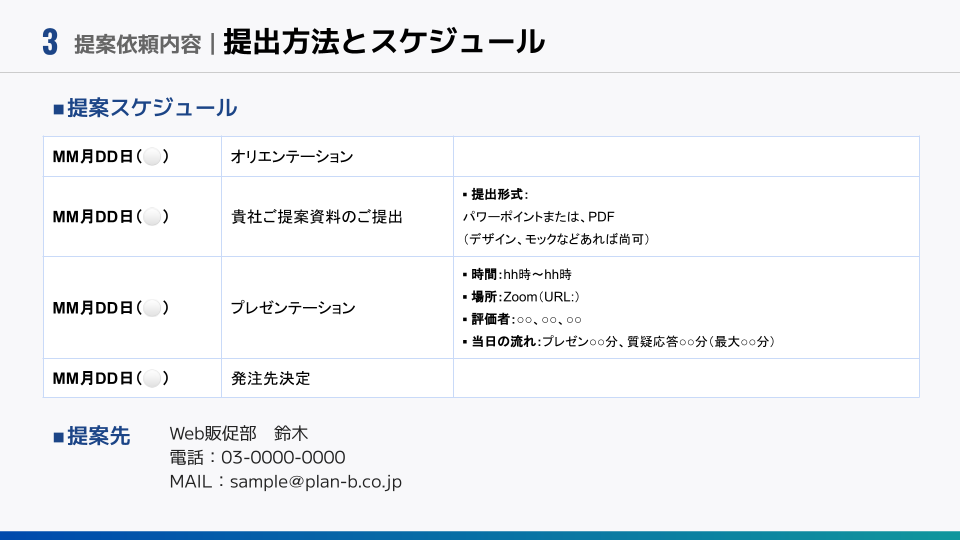 3 提案依頼内容｜提出方法とスケジュール
■提案スケジュール
MM月DD日（⚪） オリエンテーション
MM月DD日（⚪） 貴社ご提案資料のご提出
▪ 提出形式：
パワーポイントまたは、PDF
（デザイン、モックなどあれば尚可）
MM月DD日（⚪） プレゼンテーション
▪ 時間：hh時～hh時
▪ 場所：Zoom（URL:）
▪ 評価者：○○、○○、○○
▪ 当日の流れ：プレゼン○○分、質疑応答○○分（最大○○分）
MM月DD日（⚪） 発注先決定
■提案先
Web販促部　鈴木
電話：03-0000-0000
MAIL：sample@plan-b.co.jp